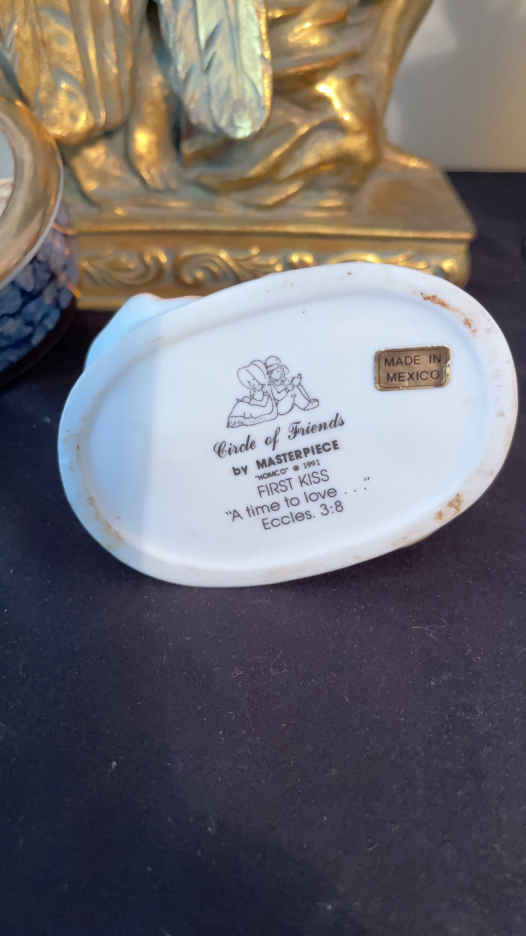 Circle of Friends
by MASTERPIECE
"HOMCO" © 1991
FIRST KISS
"A time to love . . ."
Eccles. 3:8
MADE IN
MEXICO